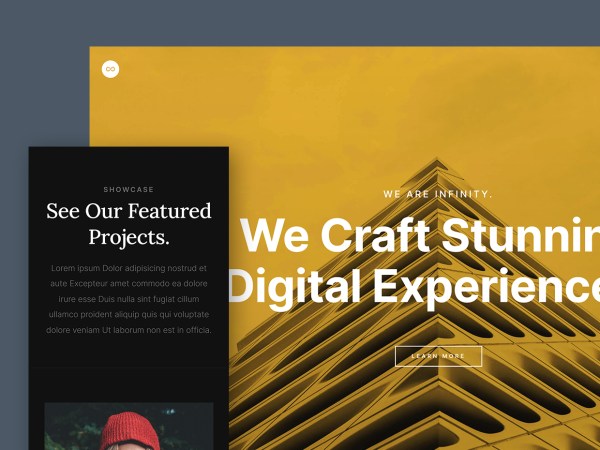 SHOWCASE
See Our Featured
Projects.
Lorem ipsum Dolor adipisicing nostrud et
aute Excepteur amet commodo ea dolore
irure esse Duis nulla sint fugiat cillum
ullamco proident aliquip quis qui voluptate
dolore veniam Ut laborum non est in officia.
WE ARE INFINITY.
We Craft Stunnin
Digital Experience
LEARN MORE